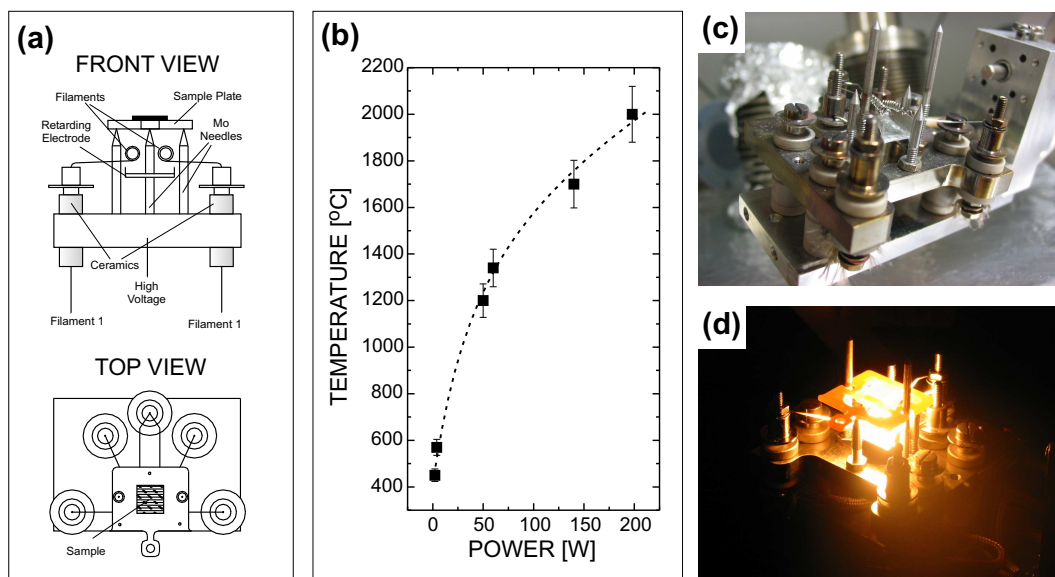 (a)
FRONT VIEW
Filaments
Sample Plate
Retarding
Electrode
Mo
Needles
Ceramics
High
Voltage
Filament 1
Filament 1
TOP VIEW
Sample
(b)
TEMPERATURE [ºC]
2200
2000
1800
1600
1400
1200
1000
800
600
400
0 50 100 150 200
POWER [W]
(c)
(d)